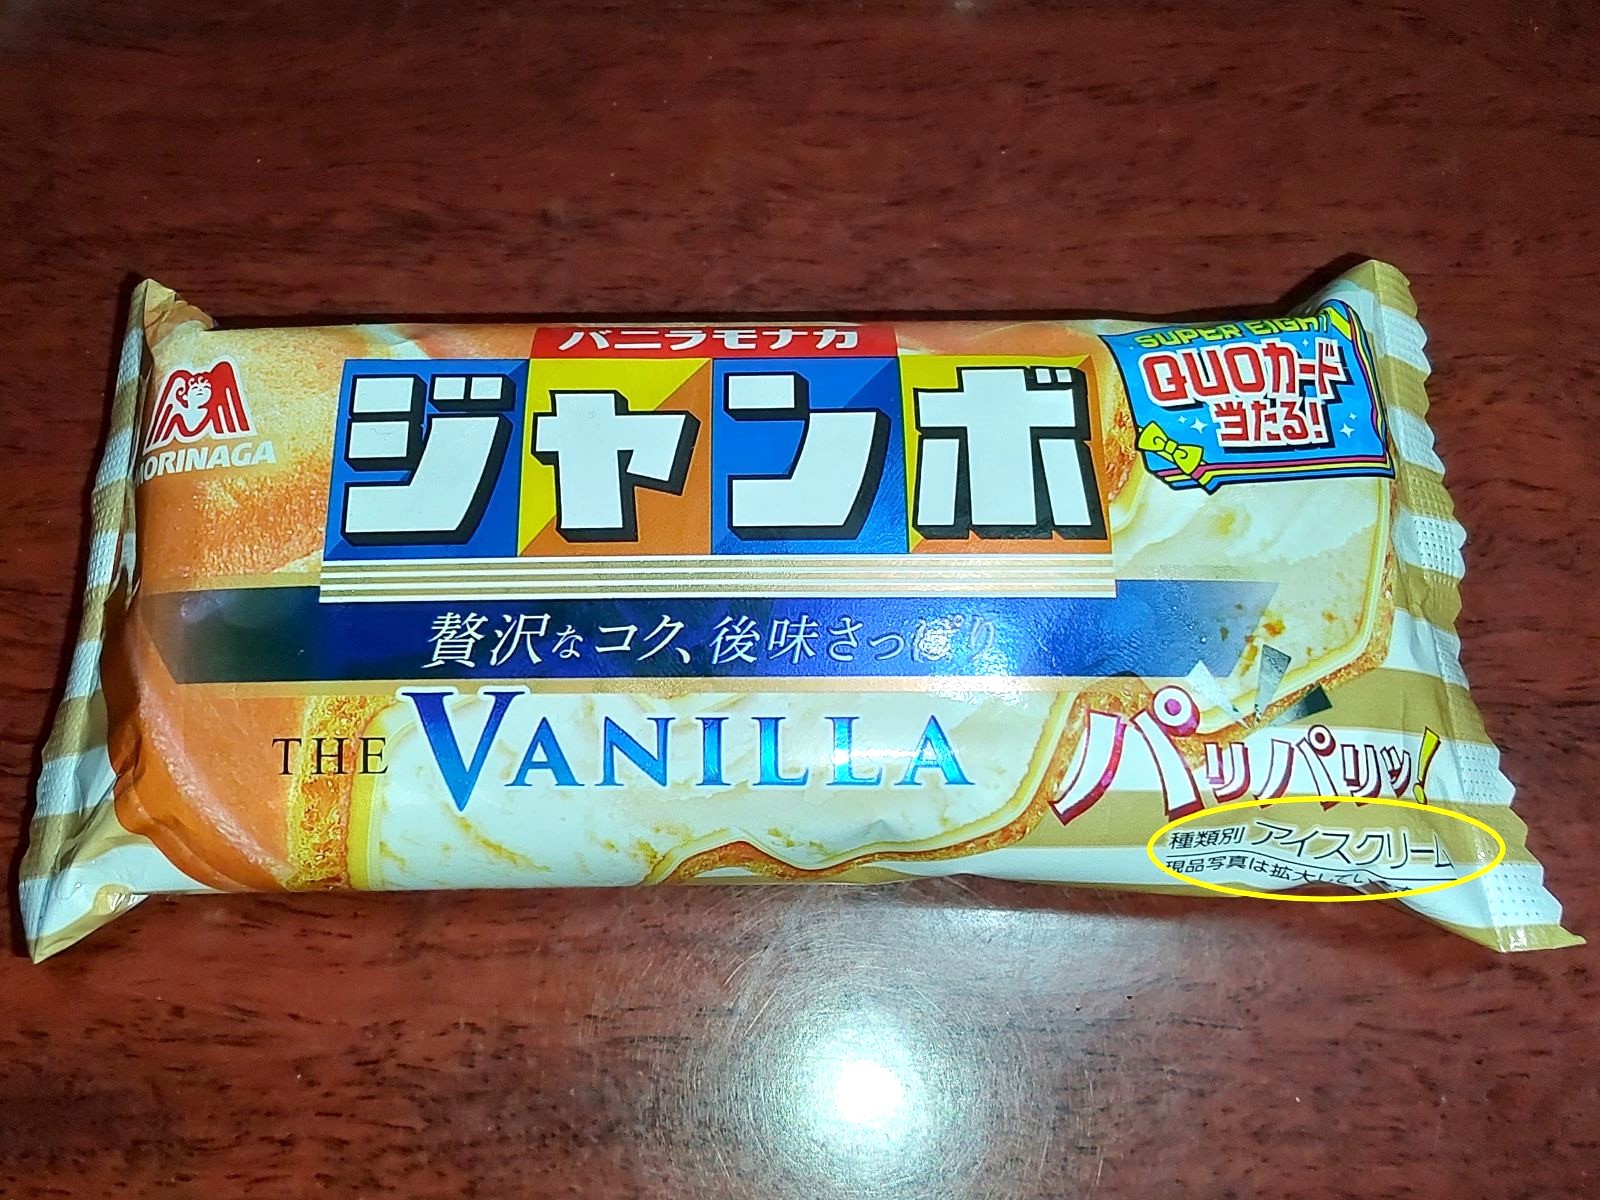 バニラモナカ
ジャンボ
MORINAGA
SUPER EIGHT
QUOカード
当たる!
贅沢なコク、後味さっぱり
THE VANILLA
パリパリッ!
種類別 アイスクリーム
現品写真は拡大しています